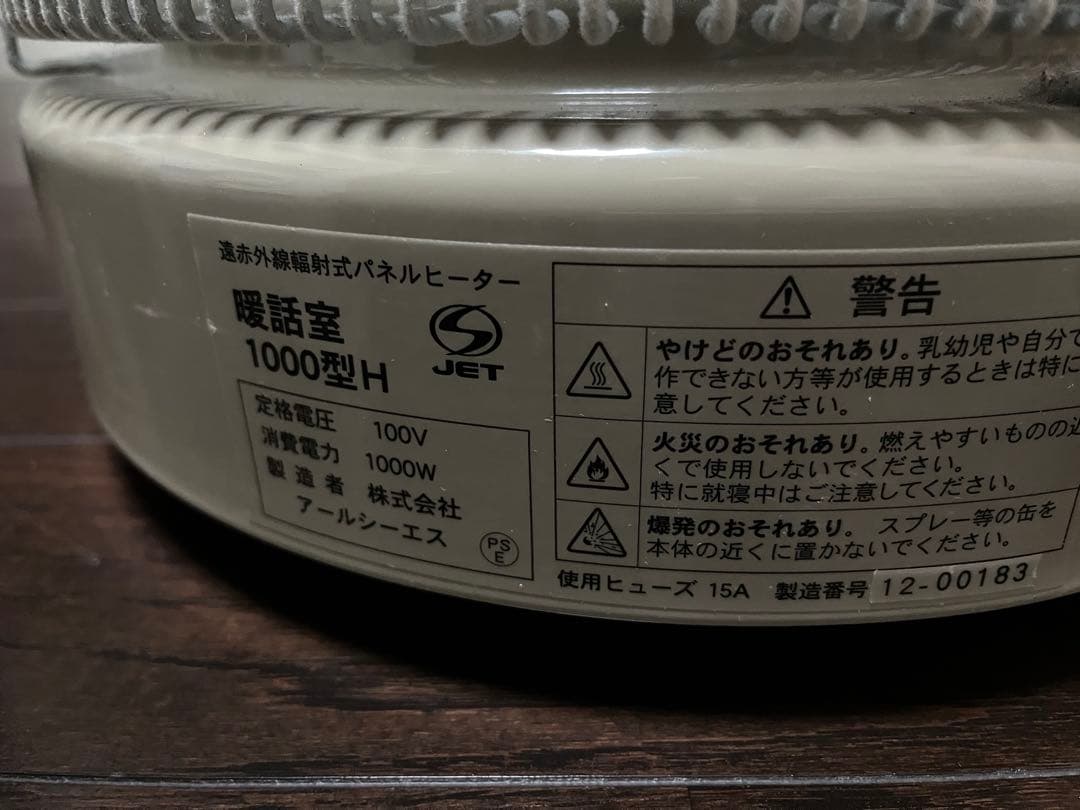 遠赤外線輻射式パネルヒーター
暖話室
1000型H
JET
定格電圧 100V
消費電力 1000W
製造者 株式会社
アールシーエス
PS
E
警告
やけどのおそれあり。乳幼児や自分で
作できない方等が使用するときは特に
意してください。
火災のおそれあり。燃えやすいものの近
くで使用しないでください。
特に就寝中はご注意してください。
爆発のおそれあり。 スプレー等の缶を
本体の近くに置かないでください。
使用ヒューズ 15A 製造番号 12-00183